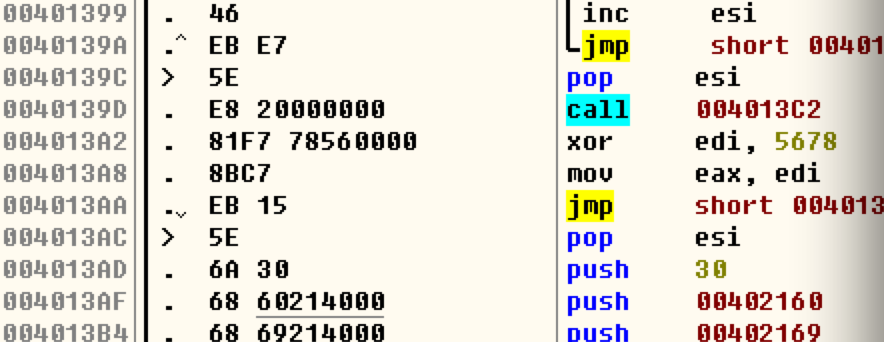 00401399 . 46 inc esi
0040139A .^ EB E7 jmp short 00401
0040139C > 5E pop esi
0040139D . E8 20000000 call 004013C2
004013A2 . 81F7 78560000 xor edi, 5678
004013A8 . 8BC7 mov eax, edi
004013AA .v EB 15 jmp short 004013
004013AC > 5E pop esi
004013AD . 6A 30 push 30
004013AF . 68 60214000 push 00402160
004013B4 . 68 69214000 push 00402169